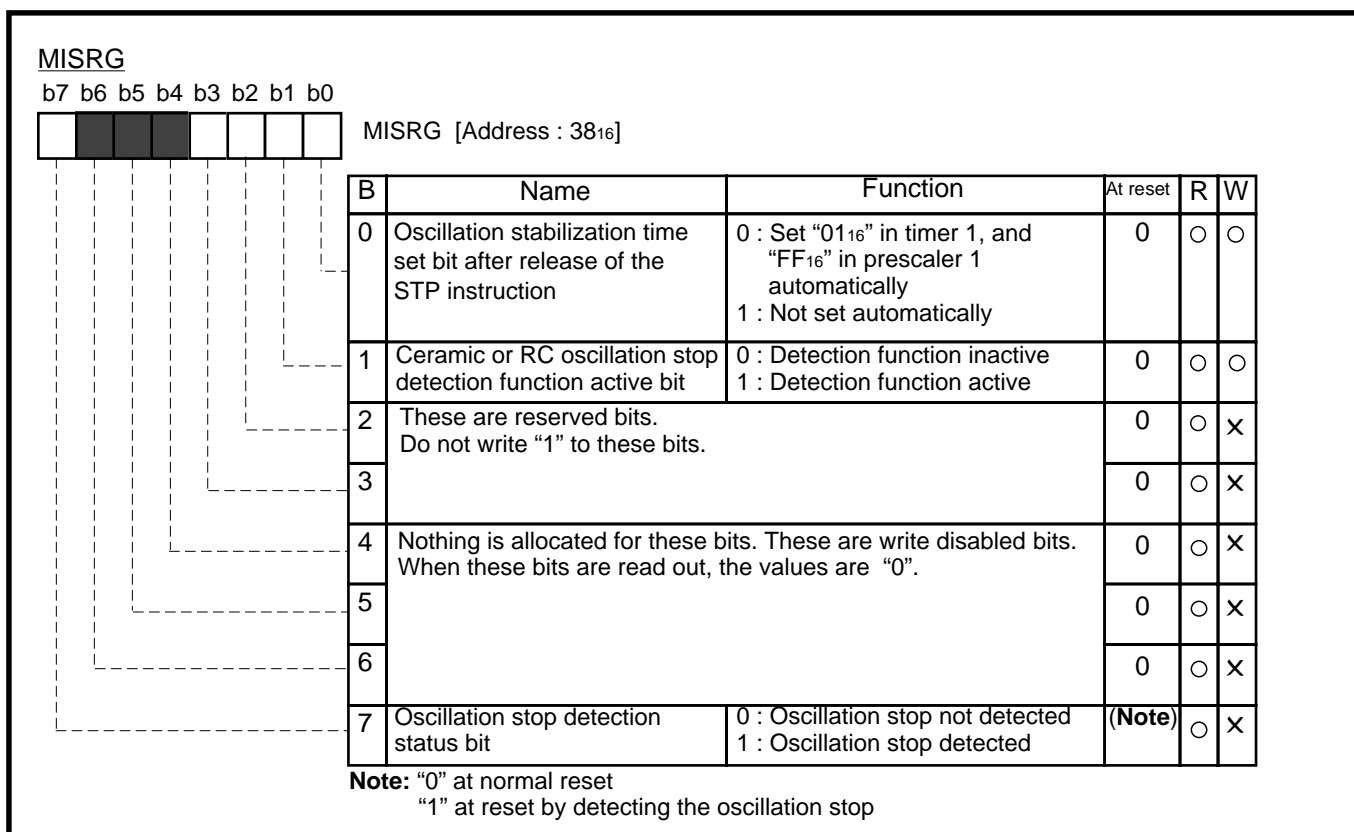 MISRG
b7 b6 b5 b4 b3 b2 b1 b0
MISRG [Address : 3816]
B Name Function At reset R W
0 Oscillation stabilization time 0 : Set “0116” in timer 1, and 0 ○ ○
set bit after release of the “FF16” in prescaler 1
STP instruction automatically
1 : Not set automatically
1 Ceramic or RC oscillation stop 0 : Detection function inactive 0 ○ ○
detection function active bit 1 : Detection function active
2 These are reserved bits. 0 ○ ×
Do not write “1” to these bits.
3 0 ○ ×
4 Nothing is allocated for these bits. These are write disabled bits. 0 ○ ×
When these bits are read out, the values are “0”.
5 0 ○ ×
6 0 ○ ×
7 Oscillation stop detection 0 : Oscillation stop not detected (Note) ○ ×
status bit 1 : Oscillation stop detected
Note: “0” at normal reset
“1” at reset by detecting the oscillation stop